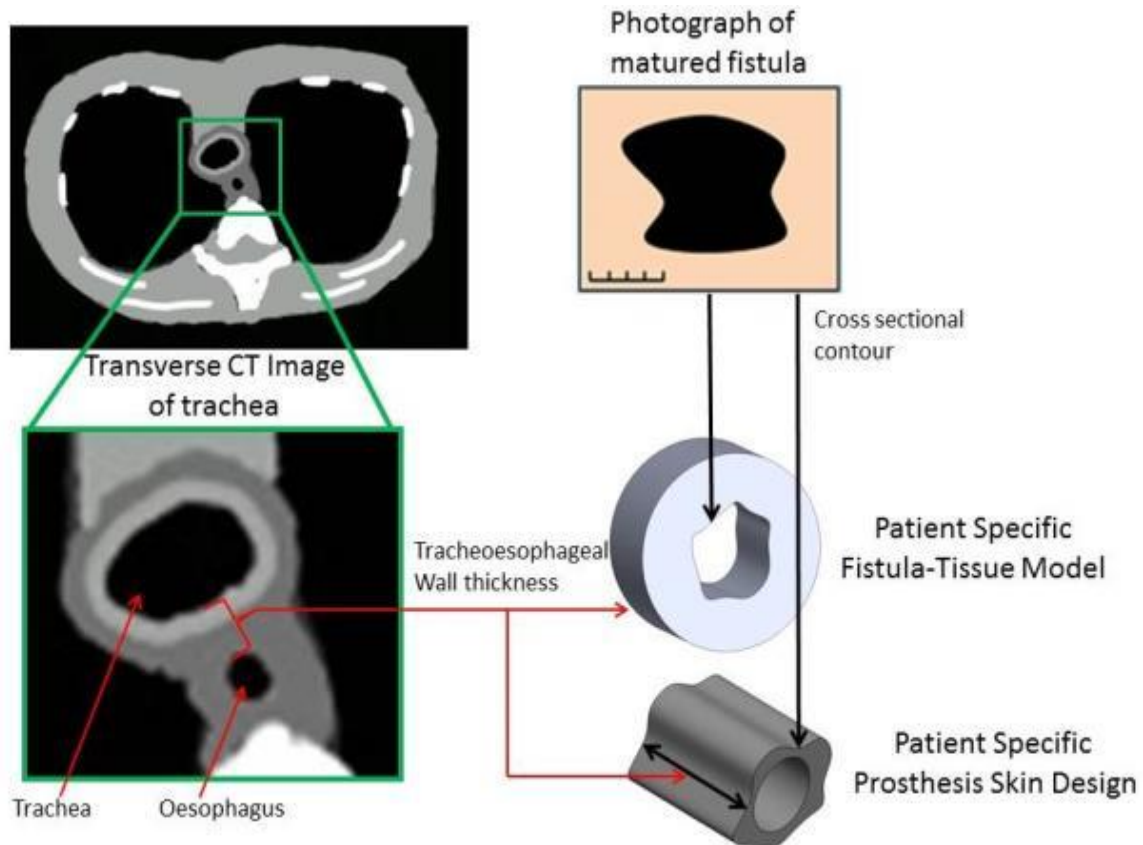 Photograph of
matured fistula
Transverse CT Image
of trachea
Cross sectional
contour
Tracheoesophageal
Wall thickness
Patient Specific
Fistula-Tissue Model
Patient Specific
Prosthesis Skin Design
Trachea
Oesophagus